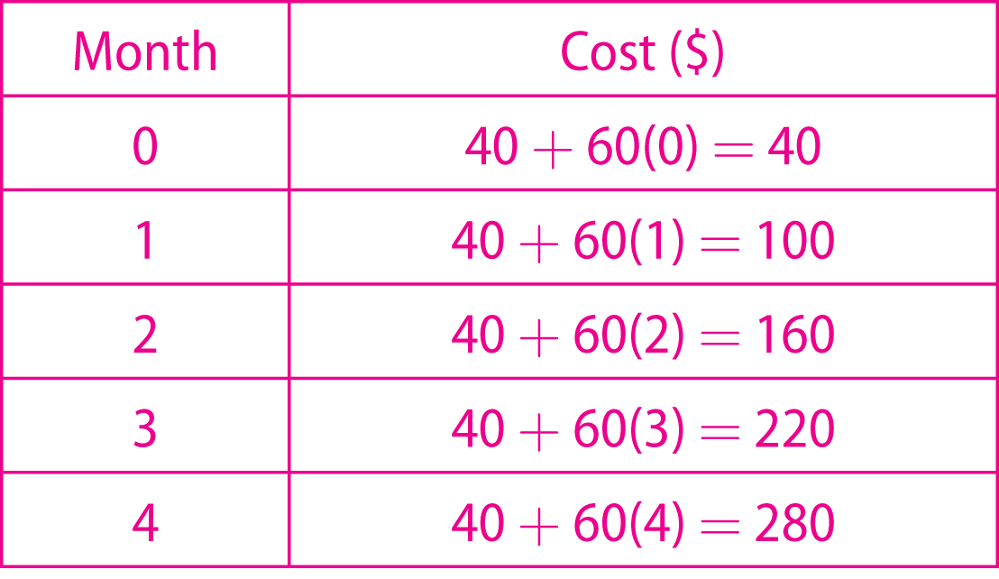 Month Cost ($)
0 40 + 60(0) = 40
1 40 + 60(1) = 100
2 40 + 60(2) = 160
3 40 + 60(3) = 220
4 40 + 60(4) = 280